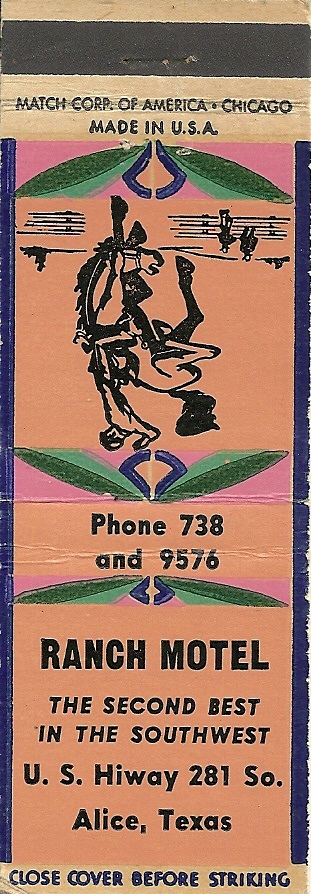 MATCH CORP. OF AMERICA • CHICAGO
MADE IN U.S.A.
Phone 738
and 9576
RANCH MOTEL
THE SECOND BEST
IN THE SOUTHWEST
U. S. Hiway 281 So.
Alice, Texas
CLOSE COVER BEFORE STRIKING